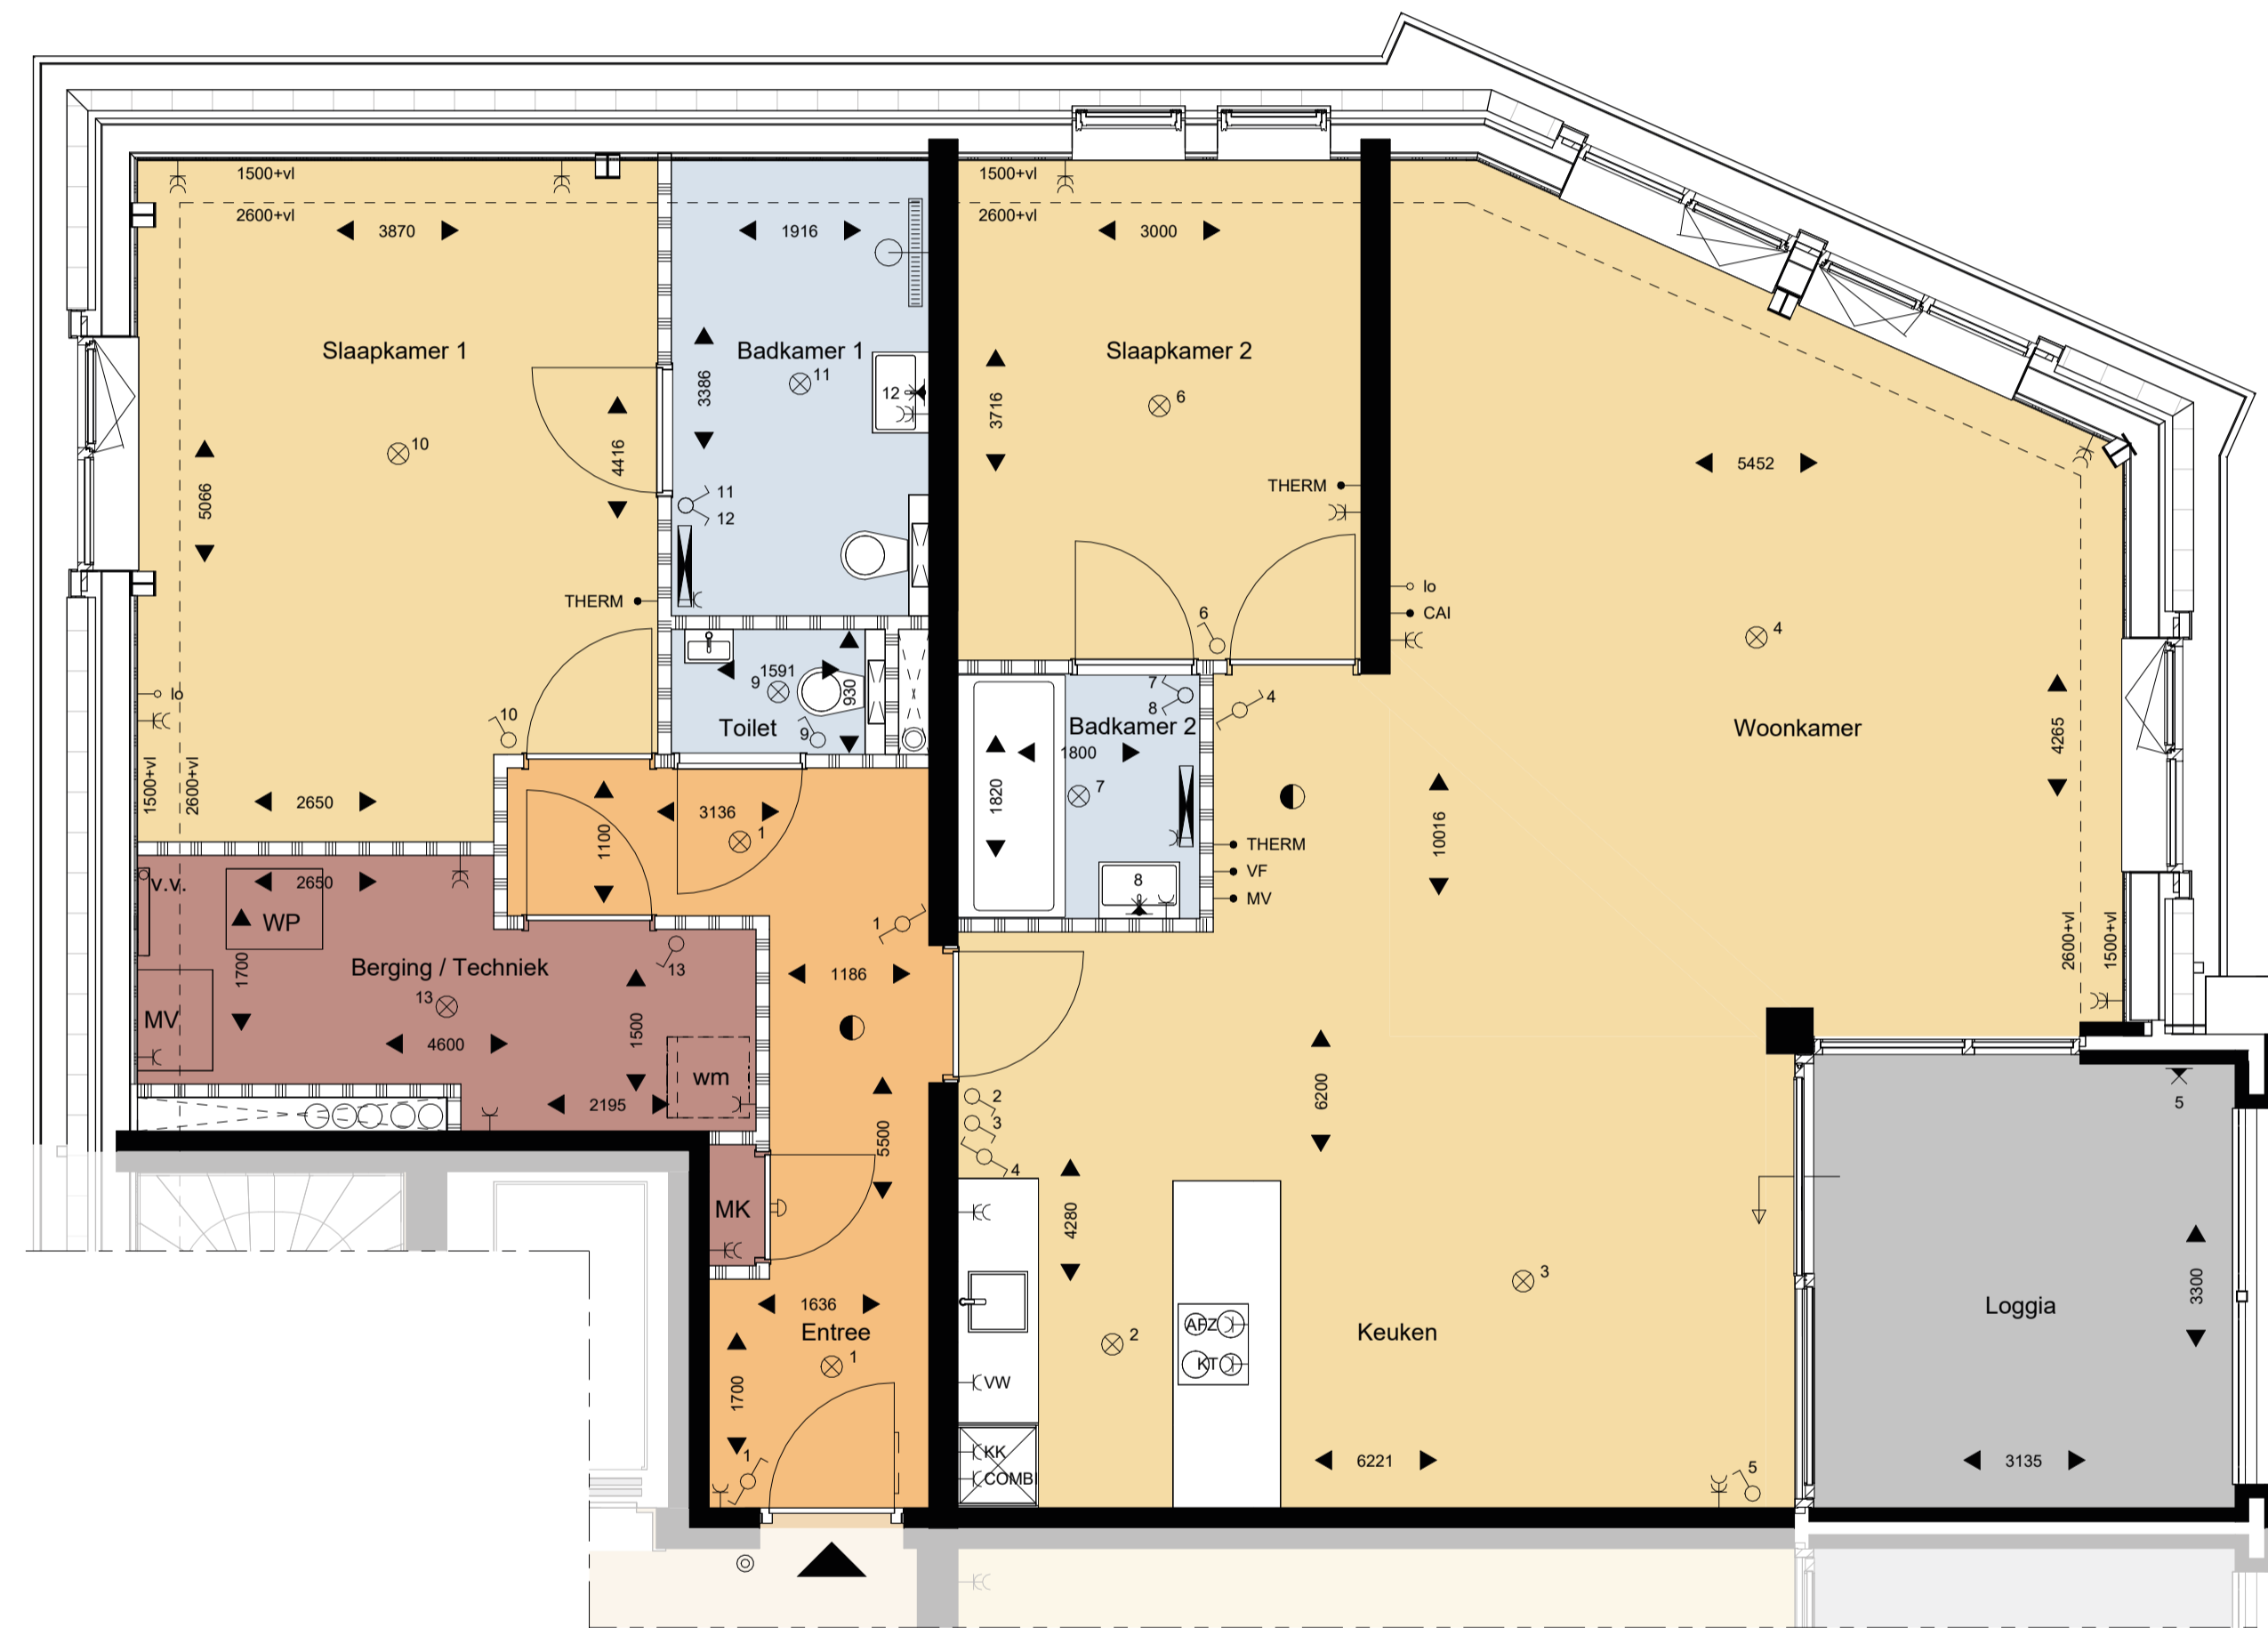 1500+vl
2600+vl
3870
1916
1500+vl
2600+vl
3000
Slaapkamer 1
Badkamer 1
Slaapkamer 2
11
12
3386
3716
6
10
4416
5452
5066
11
12
THERM
THERM
lo
CAI
6
4
lo
1591
9
930
Toilet
9
10
7
8
Badkamer 2
1800
4
Woonkamer
4265
1500+vl
2600+vl
2650
3136
1
1100
1820
7
10016
THERM
VF
MV
8
v.v.
2650
WP
1
1700
Berging / Techniek
13
13
1186
2600+vl
1500+vl
MV
4600
1500
wm
2195
2
3
4
6200
5
5500
4280
MK
1636
Entree
1
1700
2
AFZ
KT
3
Keuken
Loggia
3300
VW
KK
COMBI
1
6221
5
3135